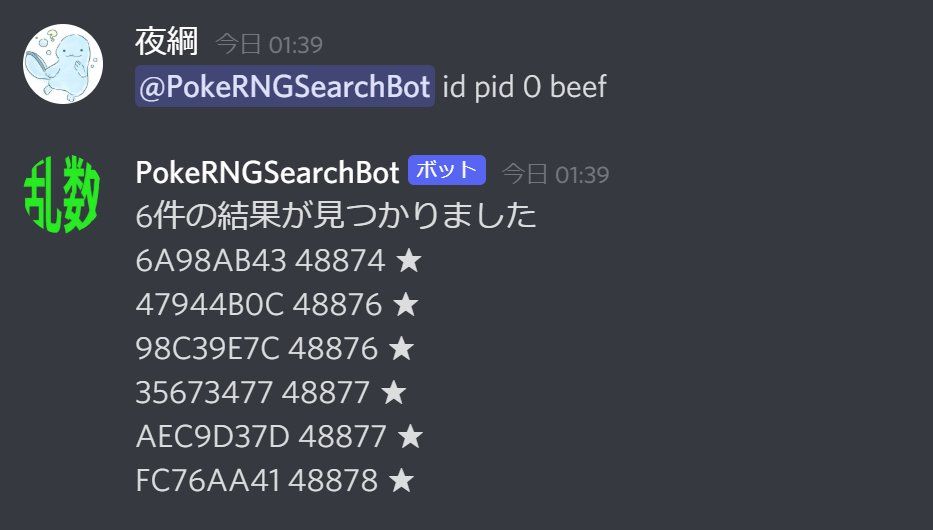 夜綱 今日 01:39
@PokeRNGSearchBot id pid 0 beef
乱数
PokeRNGSearchBot ボット 今日 01:39
6件の結果が見つかりました
6A98AB43 48874 ★
47944B0C 48876 ★
98C39E7C 48876 ★
35673477 48877 ★
AEC9D37D 48877 ★
FC76AA41 48878 ★